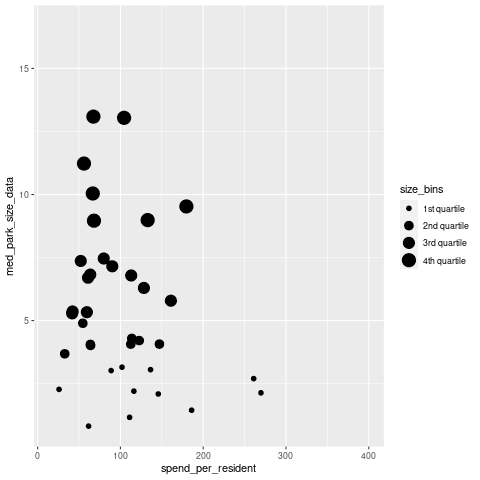 15
10
5
med_park_size_data
0
100
200
300
400
spend_per_resident
size_bins
1st quartile
2nd quartile
3rd quartile
4th quartile